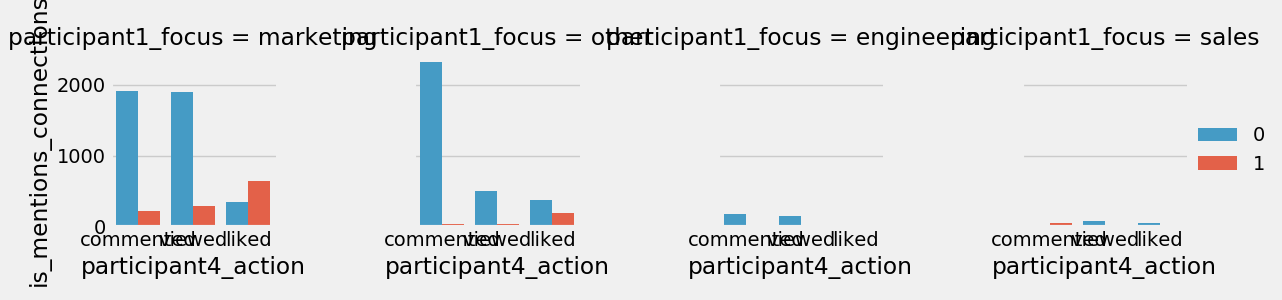 participant1_focus = marketing
participant1_focus = other
participant1_focus = engineering
participant1_focus = sales
is_mentions_connections
2000
1000
0
commented viewed liked
commented viewed liked
commented viewed liked
commented viewed liked
participant4_action
participant4_action
participant4_action
participant4_action
0
1